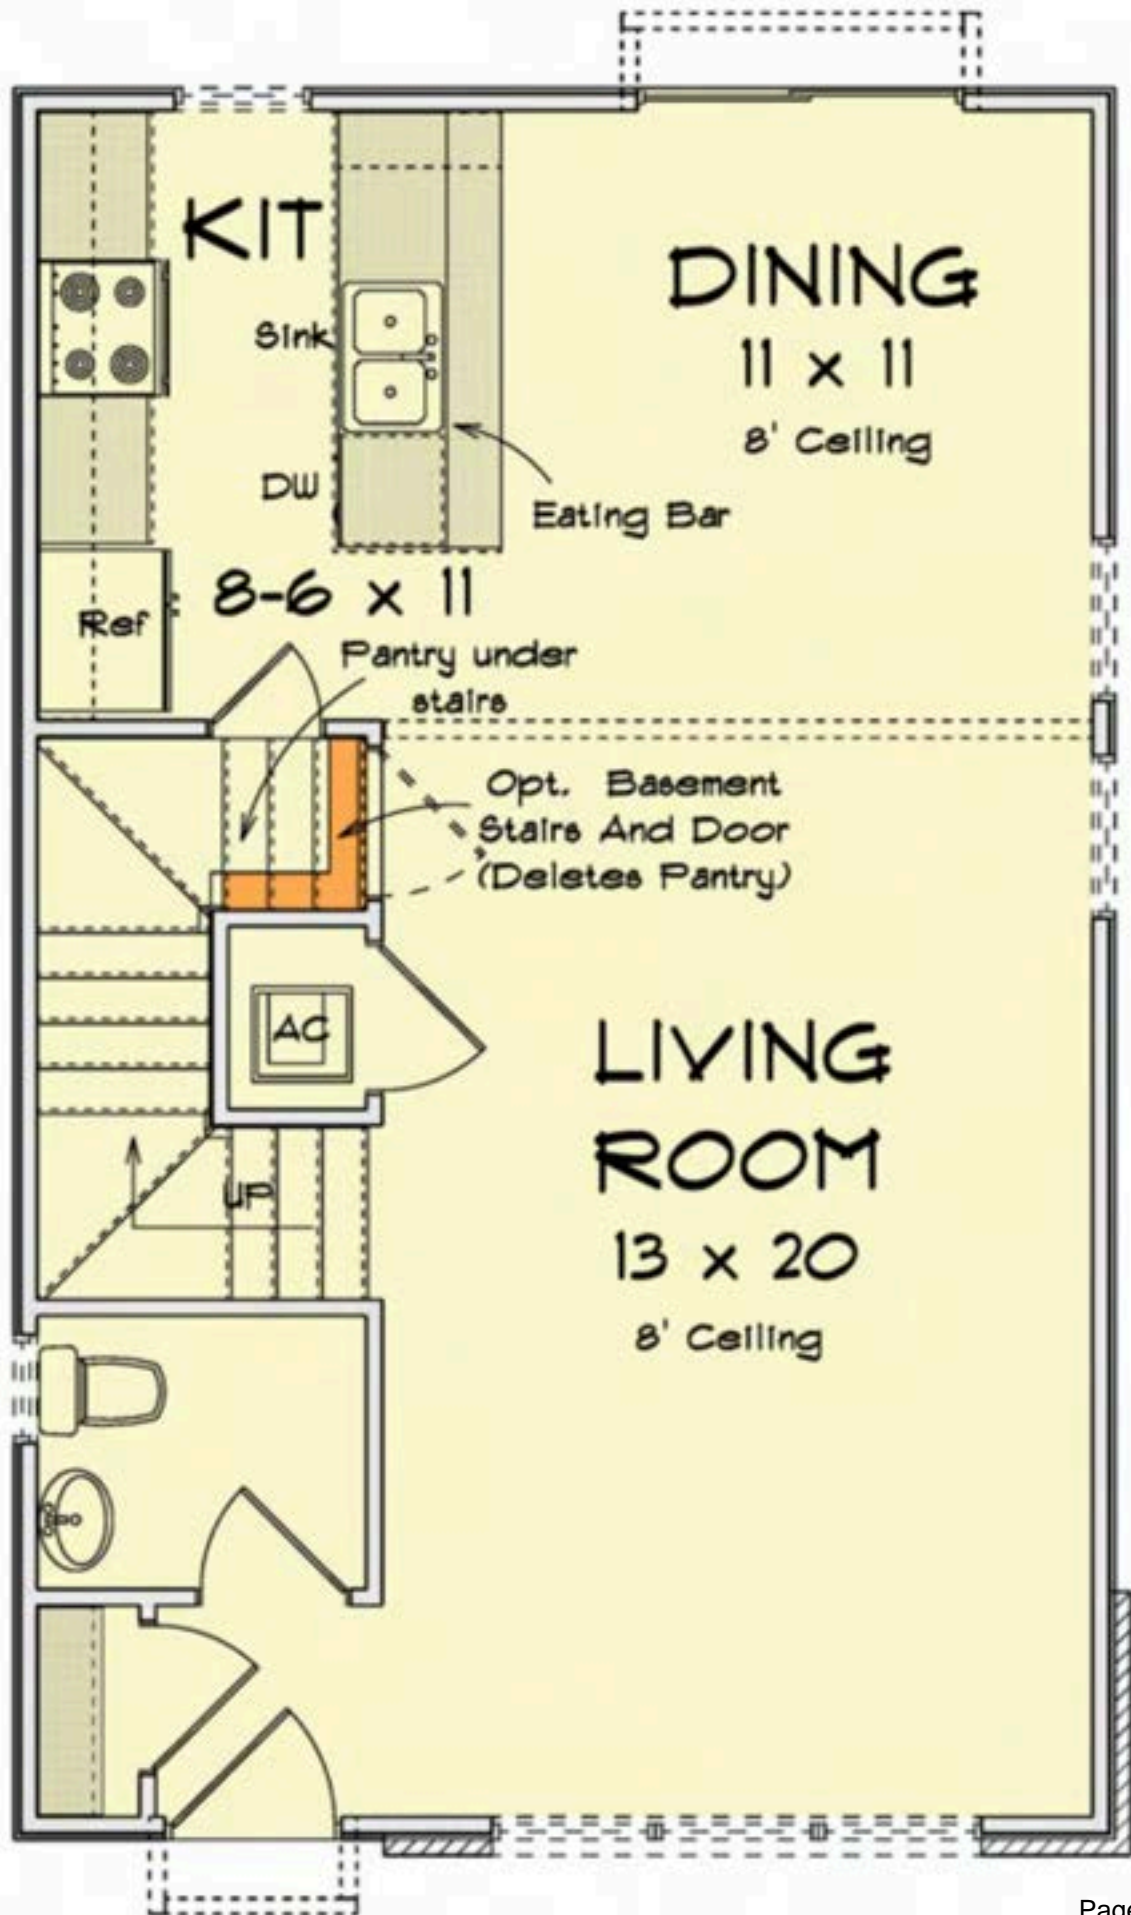 KIT
DINING
11 x 11
8' Ceiling
Sink
DW
Eating Bar
8-6 x 11
Ref
Pantry under
stairs
Opt. Basement
Stairs And Door
(Deletes Pantry)
AC
LIVING
ROOM
13 x 20
8' Ceiling
UP
Page